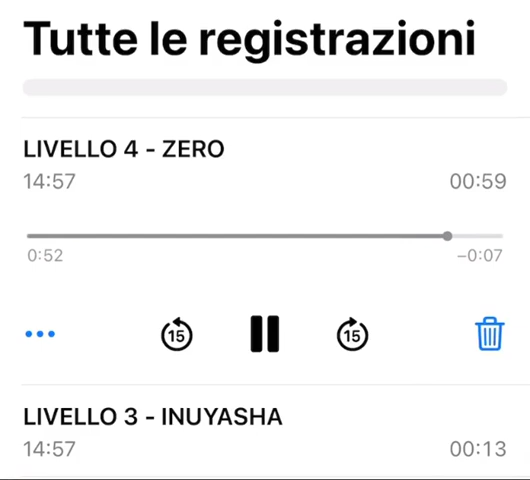 Tutte le registrazioni
LIVELLO 4 - ZERO
14:57 00:59
0:52 −0:07
15 15
LIVELLO 3 - INUYASHA
14:57 00:13